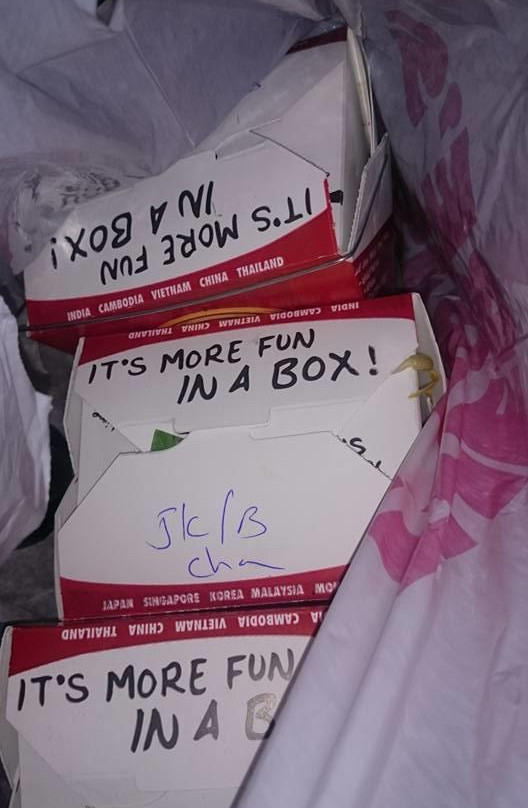 IT'S MORE FUN
IN A BOX!
INDIA CAMBODIA VIETNAM CHINA THAILAND
INDIA CAMBODIA VIETNAM CHINA THAILAND
IT'S MORE FUN
IN A BOX!
JK/B
JAPAN SINGAPORE KOREA MALAYSIA
CAMBODIA VIETNAM CHINA THAILAND
IT'S MORE FUN
IN A B